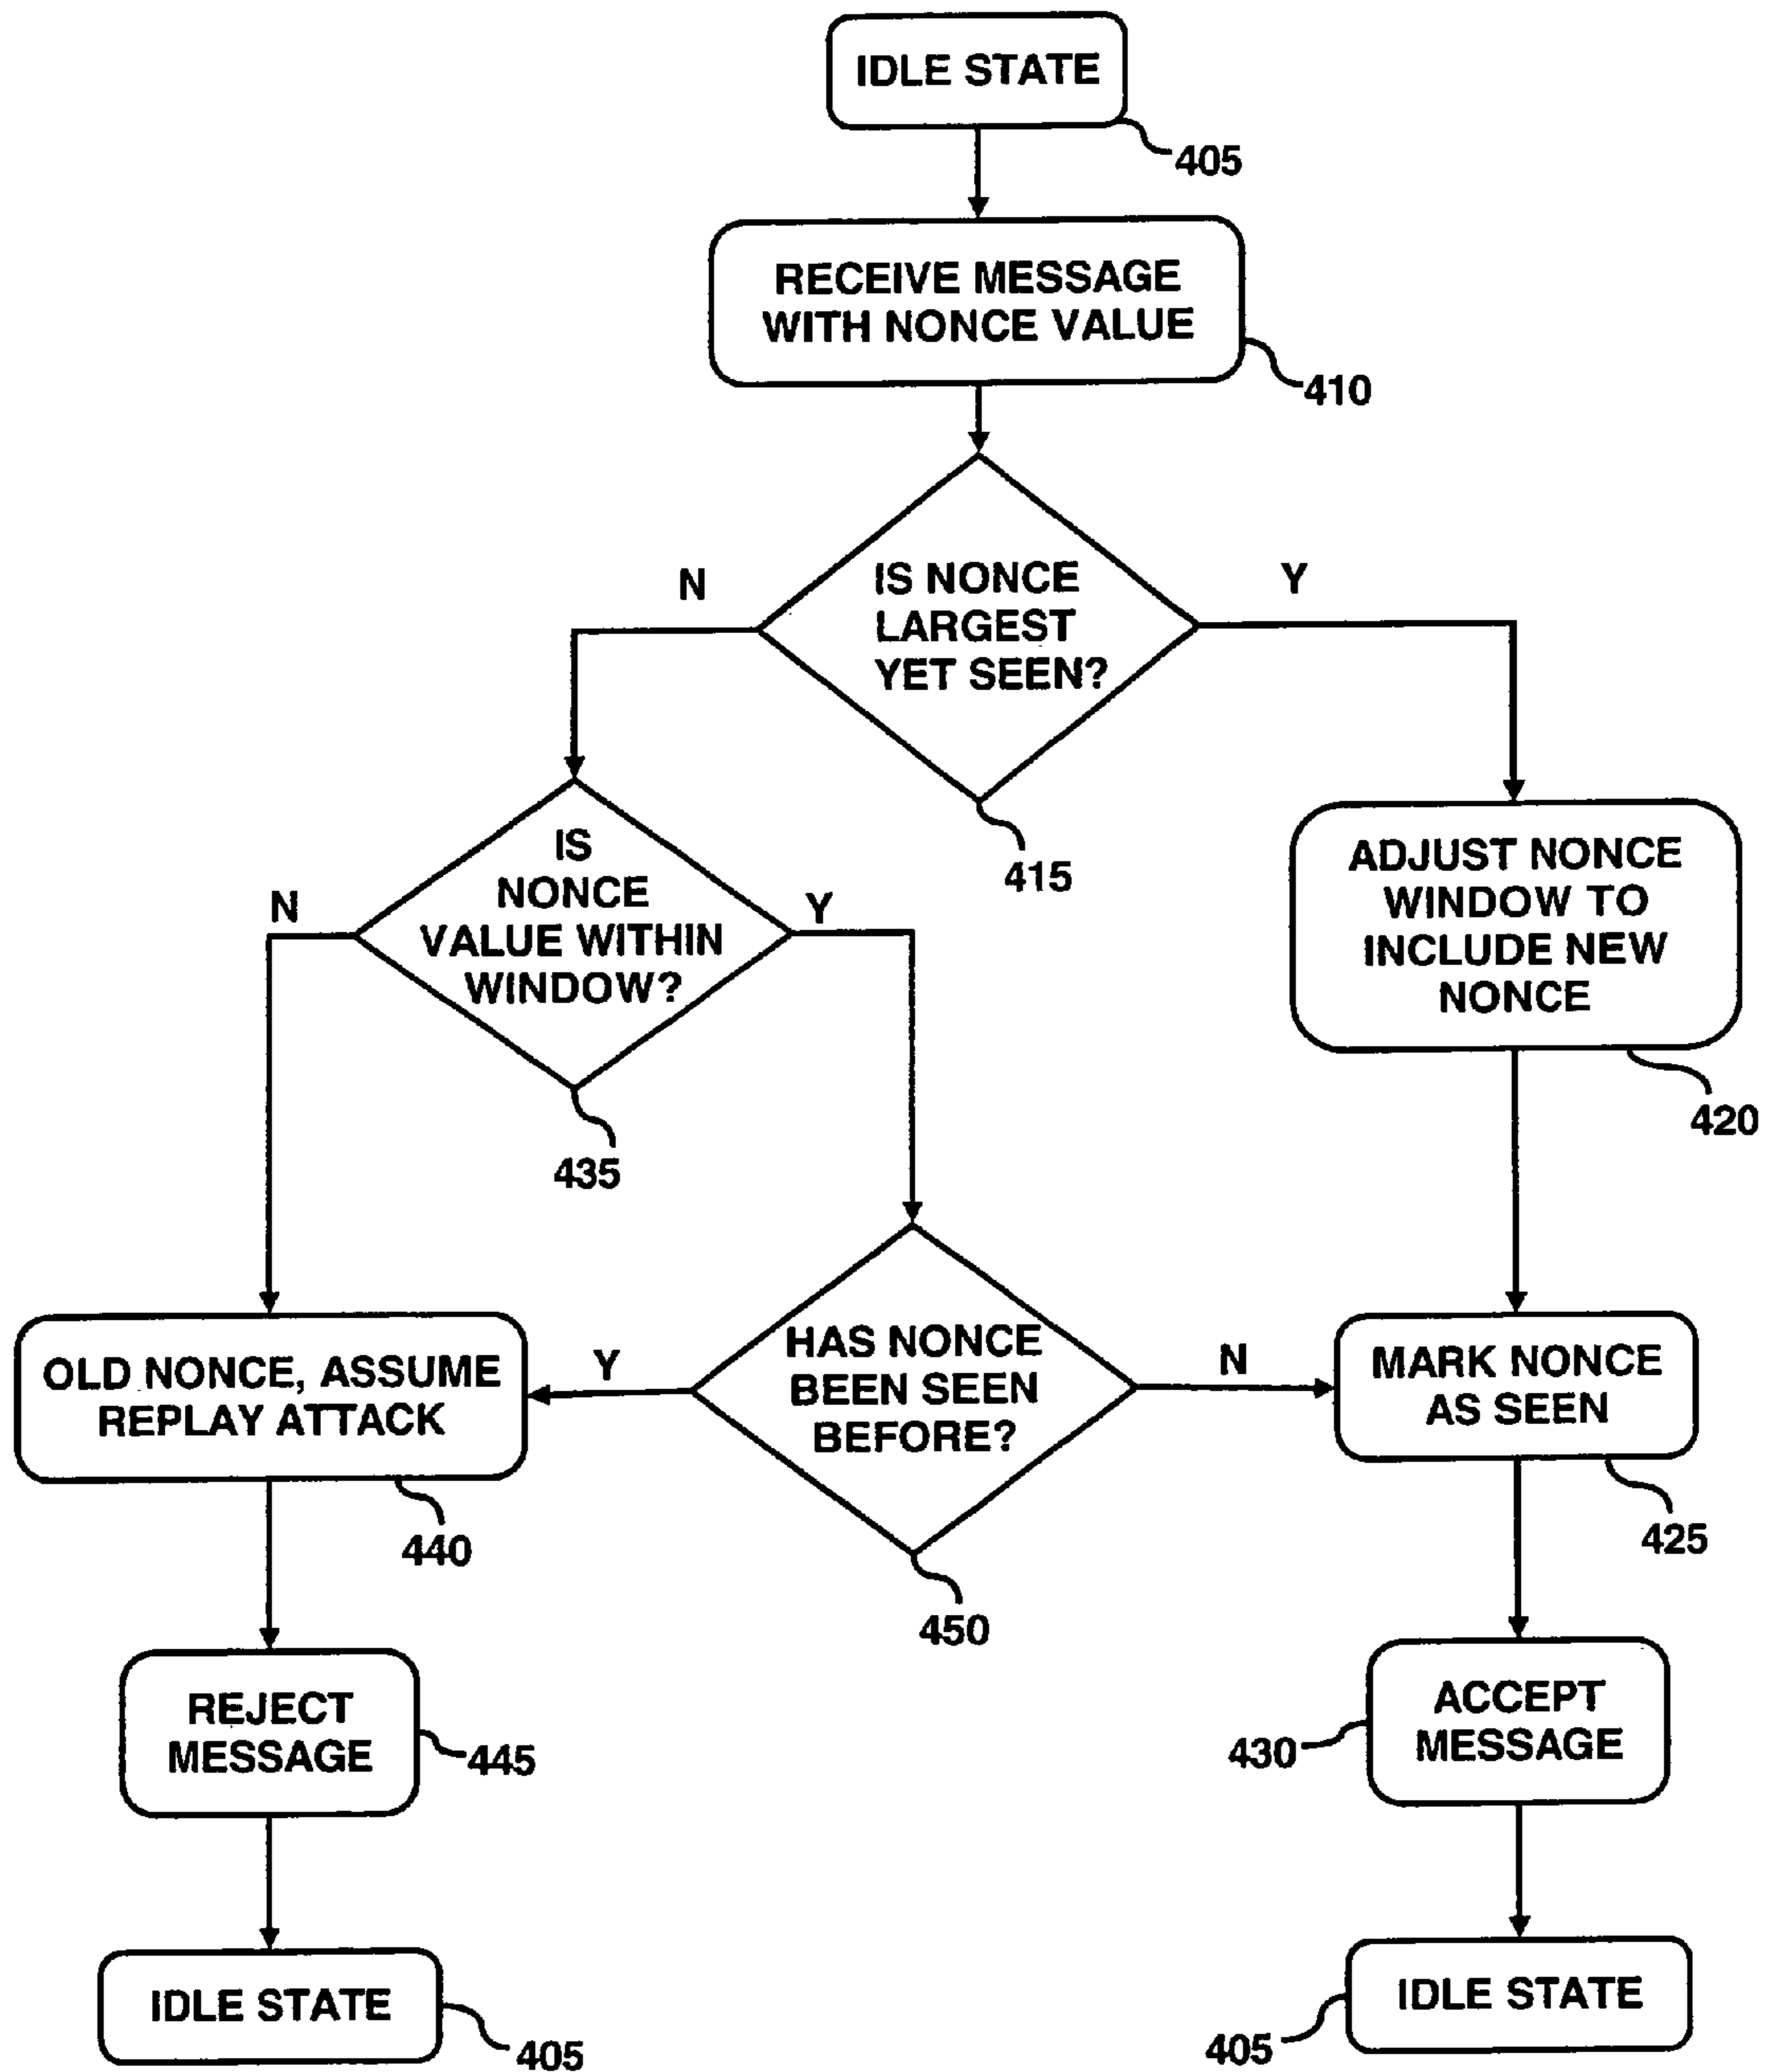 IDLE STATE
405
RECEIVE MESSAGE
WITH NONCE VALUE
410
IS NONCE
LARGEST
YET SEEN?
N
Y
415
IS
NONCE
VALUE WITHIN
WINDOW?
N
Y
435
ADJUST NONCE
WINDOW TO
INCLUDE NEW
NONCE
420
OLD NONCE, ASSUME
REPLAY ATTACK
440
Y
HAS NONCE
BEEN SEEN
BEFORE?
N
450
MARK NONCE
AS SEEN
425
REJECT
MESSAGE
445
ACCEPT
MESSAGE
430
IDLE STATE
405
IDLE STATE
405